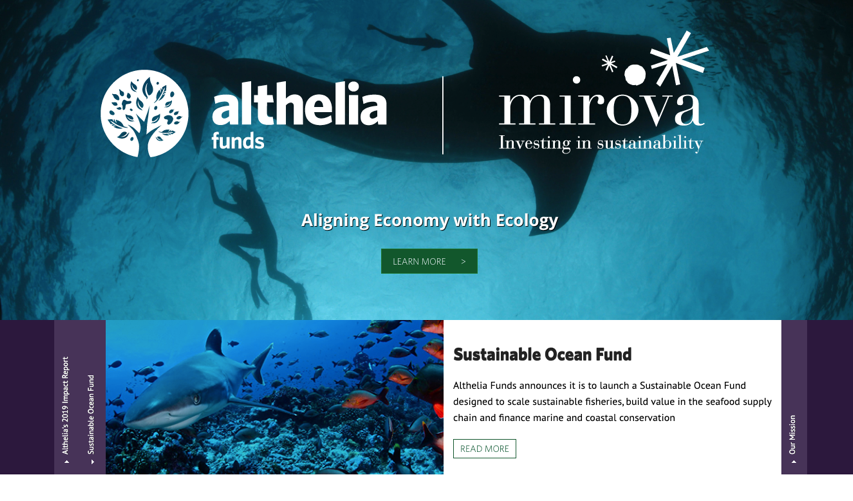 althelia
funds
mirova
Investing in sustainability
Aligning Economy with Ecology
LEARN MORE >
Althelia's 2019 Impact Report
Sustainable Ocean Fund
Sustainable Ocean Fund
Althelia Funds announces it is to launch a Sustainable Ocean Fund
designed to scale sustainable fisheries, build value in the seafood supply
chain and finance marine and coastal conservation
READ MORE
Our Mission